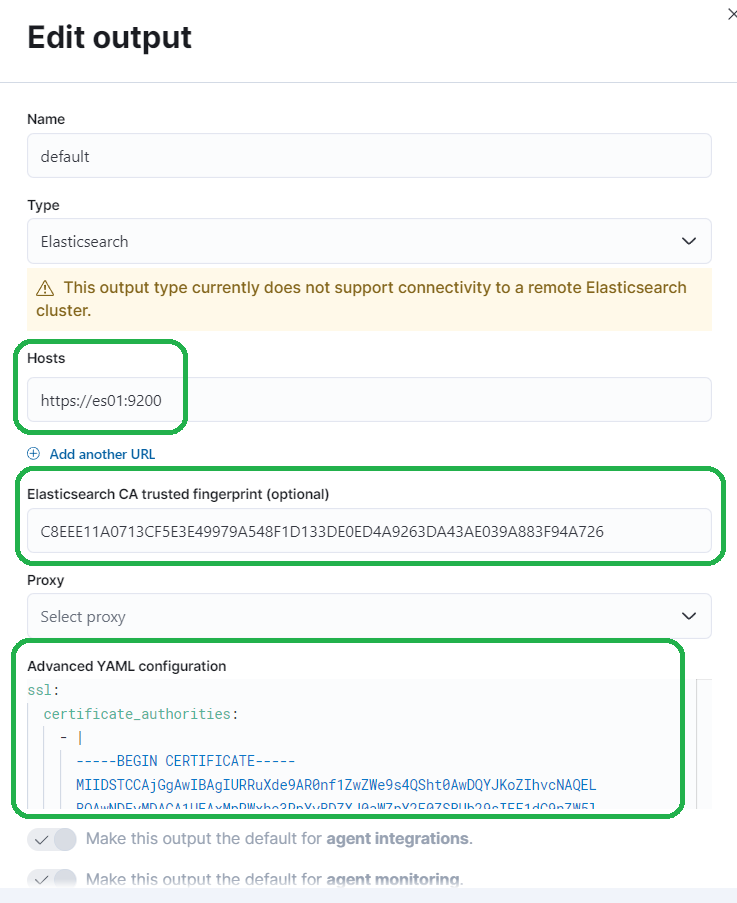 Edit output
Name
default
Type
Elasticsearch
This output type currently does not support connectivity to a remote Elasticsearch
cluster.
Hosts
https://es01:9200
Add another URL
Elasticsearch CA trusted fingerprint (optional)
C8EEE11A0713CF5E3E49979A548F1D133DE0ED4A9263DA43AE039A883F94A726
Proxy
Select proxy
Advanced YAML configuration
ssl:
certificate_authorities:
- |
-----BEGIN CERTIFICATE-----
MIIDSTCCAjGgAwIBAgIURRuXde9AR0nf1ZwZWe9s4QSht0AwDQYJKoZIhvcNAQEL
Make this output the default for agent integrations.
Make this output the default for agent monitoring.